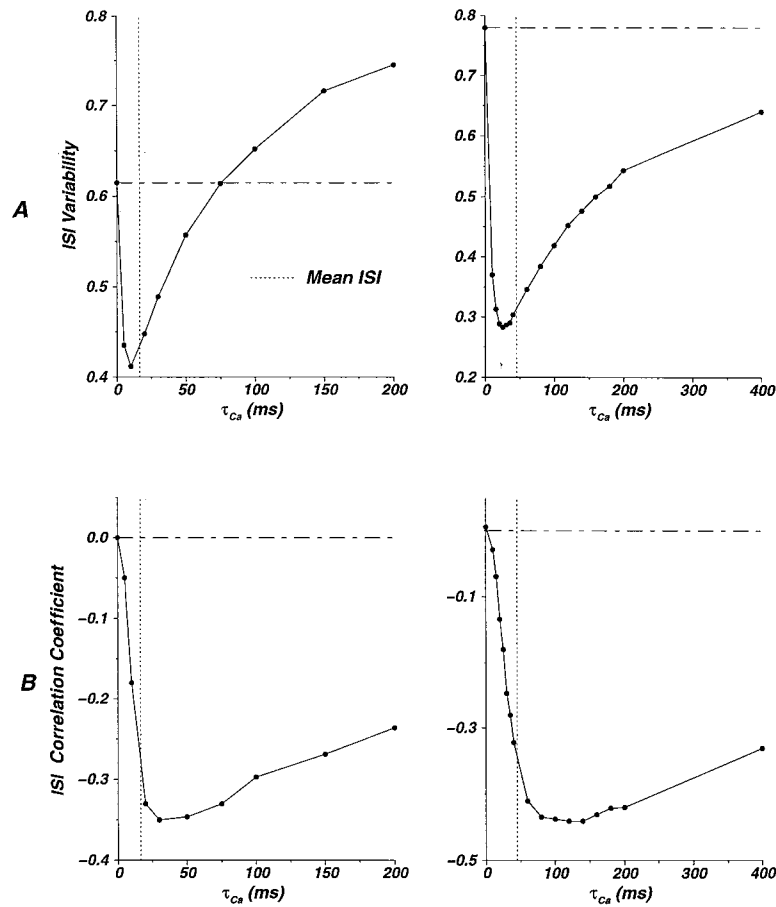 A
ISI Variability
0.8
0.7
0.6
0.5
0.4
0 50 100 150 200
τCa (ms)
Mean ISI
0.8
0.7
0.6
0.5
0.4
0.3
0.2
0 100 200 300 400
τCa (ms)
B
ISI Correlation Coefficient
0.0
−0.1
−0.2
−0.3
−0.4
0 50 100 150 200
τCa (ms)
−0.1
−0.3
−0.5
0 100 200 300 400
τCa (ms)